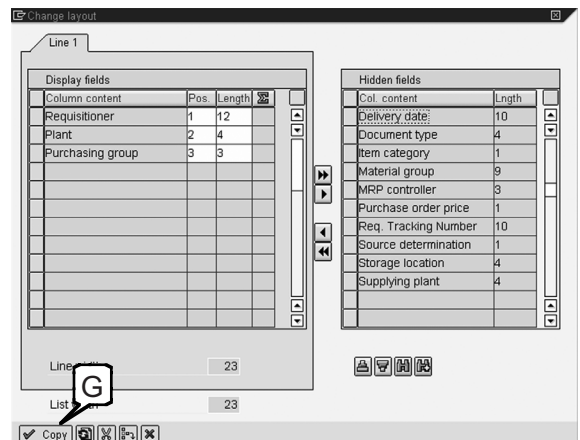 Change layout
Line 1
Display fields
Column content Pos. Length Σ
Requisitioner 1 12
Plant 2 4
Purchasing group 3 3
Hidden fields
Col. content Lngth
Delivery date 10
Document type 4
Item category 1
Material group 9
MRP controller 3
Purchase order price 1
Req. Tracking Number 10
Source determination 1
Storage location 4
Supplying plant 4
Line 23
G
List 23
Copy